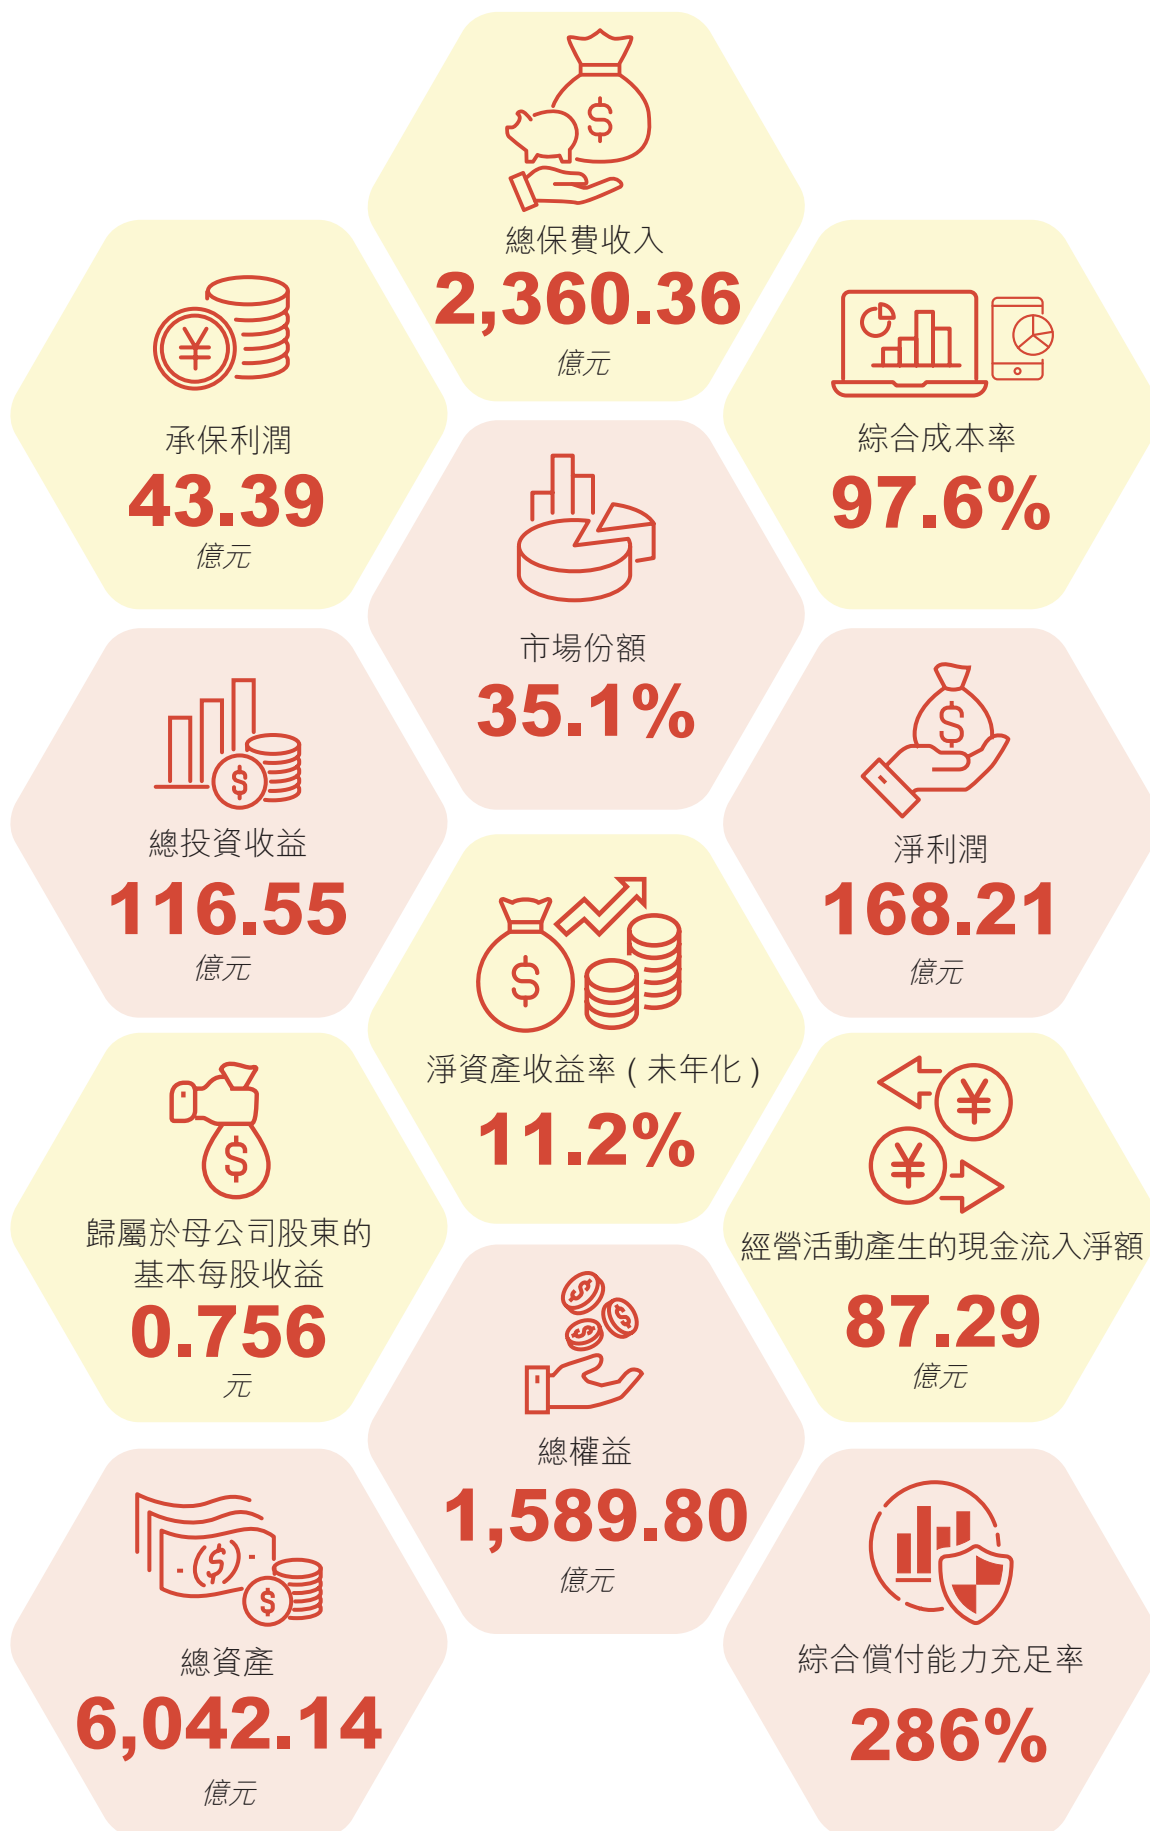 總保費收入
2,360.36
億元
承保利潤
43.39
億元
綜合成本率
97.6%
市場份額
35.1%
總投資收益
116.55
億元
淨利潤
168.21
億元
淨資產收益率（未年化）
11.2%
歸屬於母公司股東的
基本每股收益
0.756
元
經營活動產生的現金流入淨額
87.29
億元
總權益
1,589.80
億元
總資產
6,042.14
億元
綜合償付能力充足率
286%